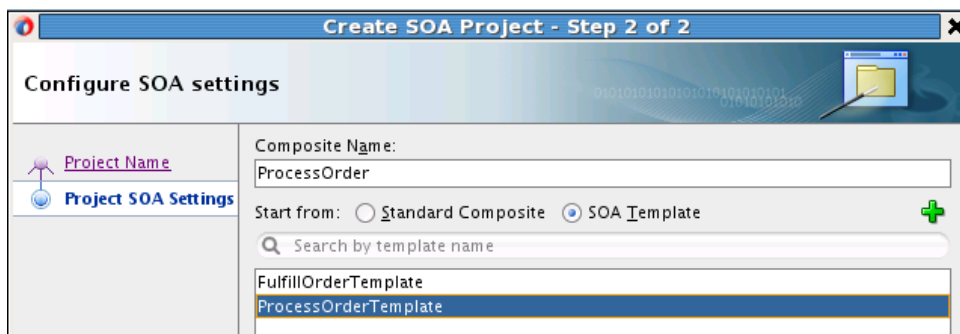 Create SOA Project - Step 2 of 2
Configure SOA settings
Project Name
Project SOA Settings
Composite Name:
ProcessOrder
Start from: Standard Composite SOA Template
Search by template name
FulfillOrderTemplate
ProcessOrderTemplate